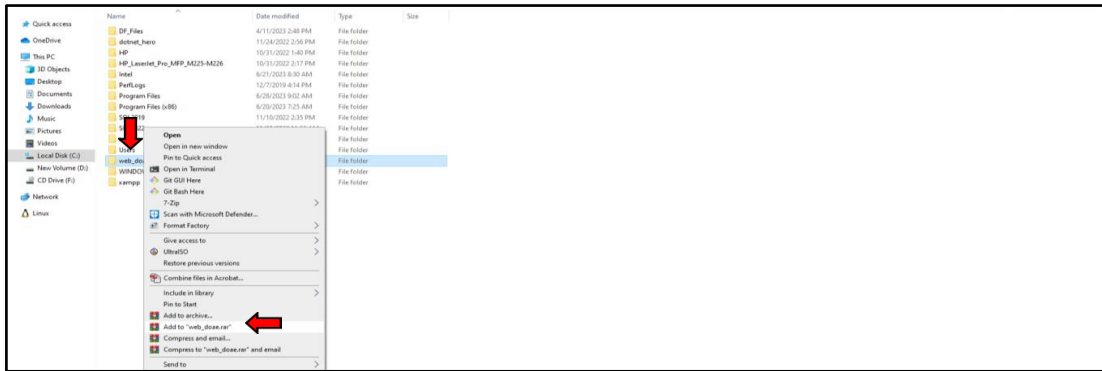 Name Date modified Type Size
Quick access
OneDrive
This PC
3D Objects
Desktop
Documents
Downloads
Music
Pictures
Videos
Local Disk (C:)
New Volume (D:)
CD Drive (F:)
Network
Linux
DF_Files 4/11/2023 2:48 PM File folder
dotnet_hero 11/24/2022 2:56 PM File folder
HP 10/31/2022 1:40 PM File folder
HP_LaserJet_Pro_MFP_M225-M226 10/31/2022 2:17 PM File folder
Intel 6/21/2023 8:30 AM File folder
PerfLogs 12/7/2019 4:14 PM File folder
Program Files 6/28/2023 9:02 AM File folder
Program Files (x86) 6/20/2023 7:25 AM File folder
11/10/2022 2:35 PM File folder
File folder
File folder
Users File folder
File folder
File folder
xampp File folder
Open
Open in new window
Pin to Quick access
Open in Terminal
Git GUI Here
Git Bash Here
7-Zip
Scan with Microsoft Defender...
Format Factory
Give access to
UltraISO
Restore previous versions
Combine files in Acrobat...
Include in library
Pin to Start
Add to archive...
Add to "web_doae.rar"
Compress and email...
Compress to "web_doae.rar" and email
Send to